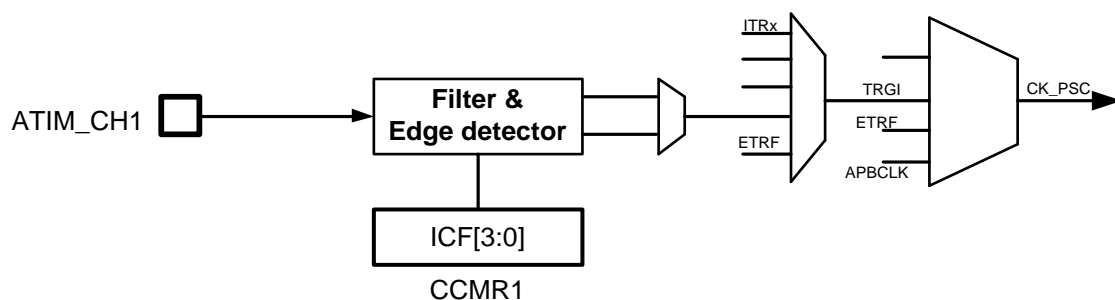 ATIM_CH1
Filter &
Edge detector
ICF[3:0]
CCMR1
ITRx
ETRF
TRGI
ETRF
APBCLK
CK_PSC